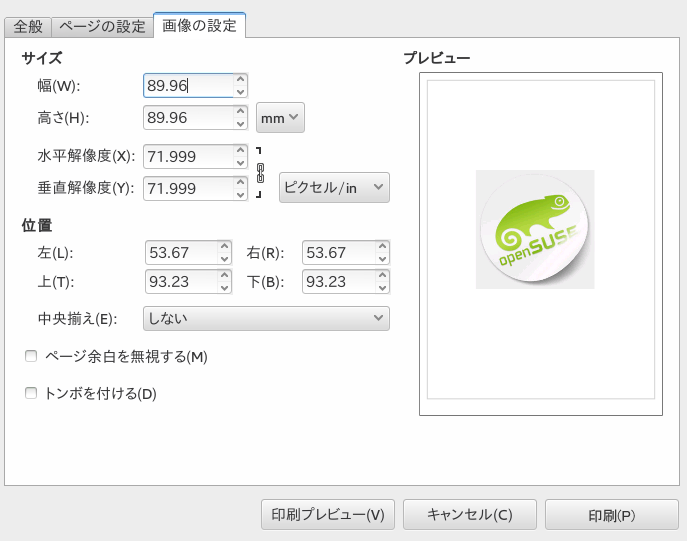 全般 ページの設定 画像の設定
サイズ
幅(W): 89.96
高さ(H): 89.96 mm
水平解像度(X): 71.999
垂直解像度(Y): 71.999 ピクセル/in
位置
左(L): 53.67 右(R): 53.67
上(T): 93.23 下(B): 93.23
中央揃え(E): しない
ページ余白を無視する(M)
トンボを付ける(D)
プレビュー
openSUSE
印刷プレビュー(V) キャンセル(C) 印刷(P)